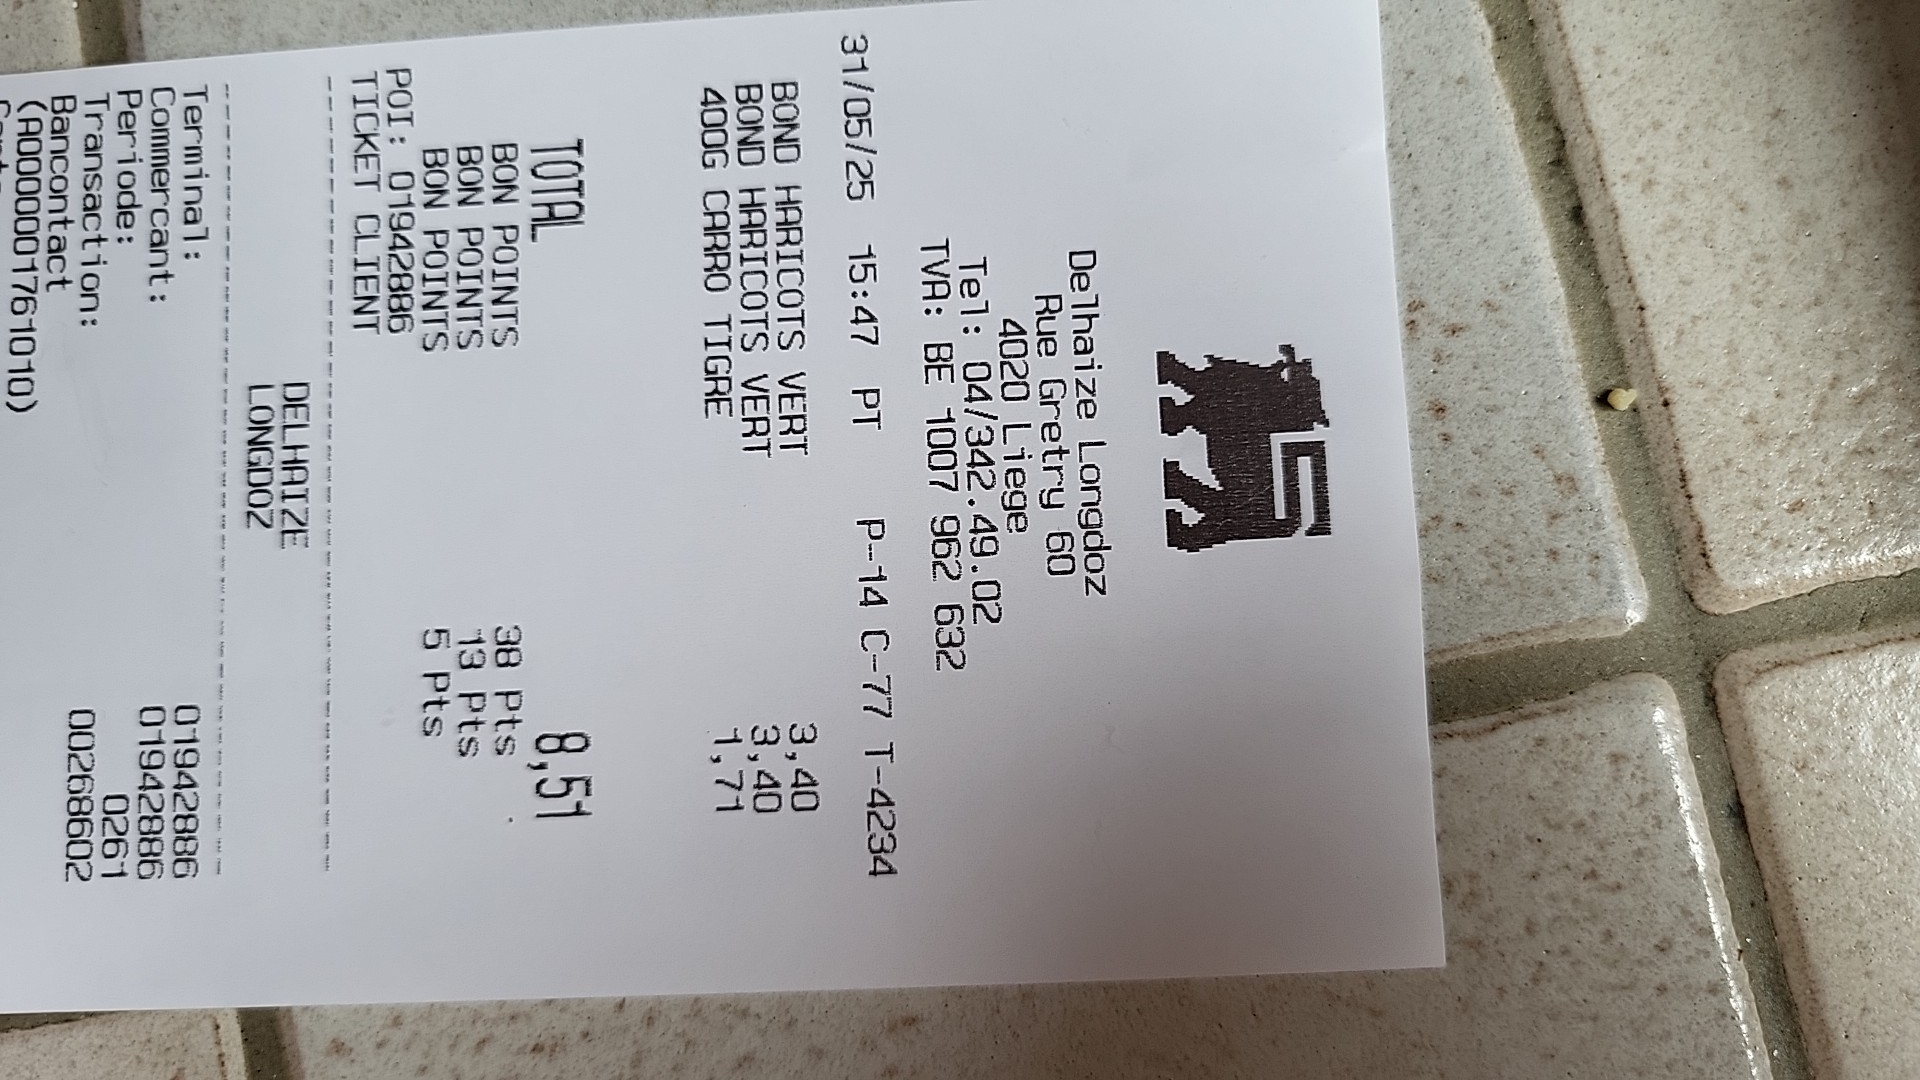 Delhaize Longdoz
Rue Gretry 60
4020 Liege
Tel: 04/342.49.02
TVA: BE 1007 962 632
31/05/25 15:47 PT P-14 C-77 T-4234
BOND HARICOTS VERT 3,40
BOND HARICOTS VERT 3,40
400G CARRO TIGRE 1,71
TOTAL 8,51
BON POINTS 38 Pts
BON POINTS 13 Pts
BON POINTS 5 Pts
POI: 01942886
TICKET CLIENT
DELHAIZE
LONGDOZ
Terminal: 01942886
Commercant: 01942886
Periode: 0261
Transaction: 00268602
Bancontact
(A0000001761010)